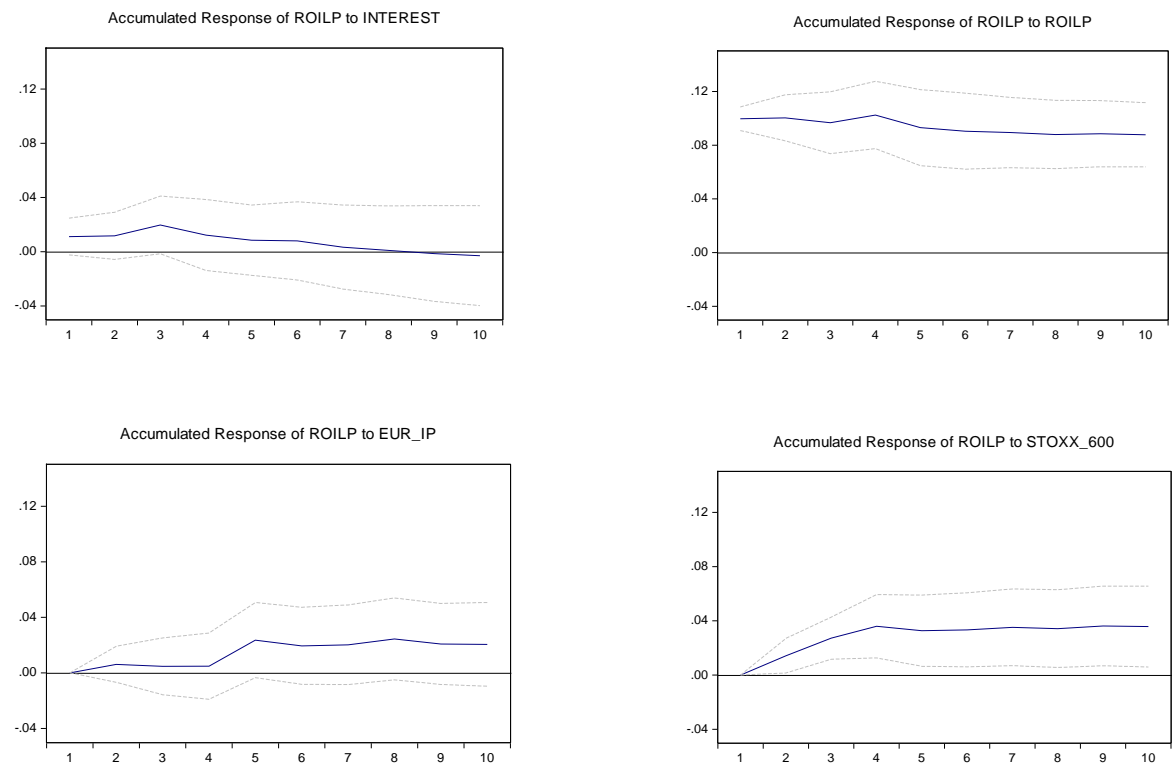 Accumulated Response of ROILP to INTEREST
.12
.08
.04
.00
-.04
1 2 3 4 5 6 7 8 9 10
Accumulated Response of ROILP to ROILP
.12
.08
.04
.00
-.04
1 2 3 4 5 6 7 8 9 10
Accumulated Response of ROILP to EUR_IP
.12
.08
.04
.00
-.04
1 2 3 4 5 6 7 8 9 10
Accumulated Response of ROILP to STOXX_600
.12
.08
.04
.00
-.04
1 2 3 4 5 6 7 8 9 10